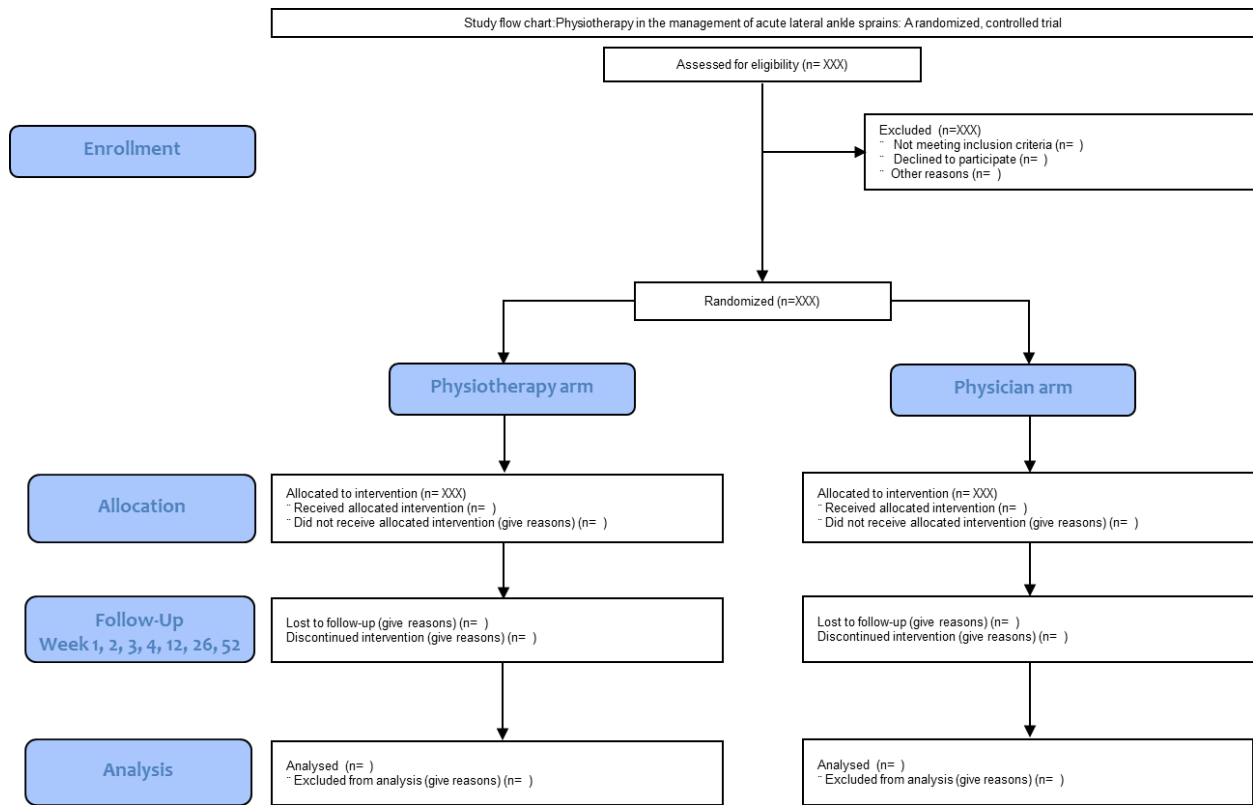 Study flow chart:Physiotherapy in the management of acute lateral ankle sprains: A randomized, controlled trial
Assessed for eligibility (n= XXX)
Enrollment
Excluded (n=XXX)
¨ Not meeting inclusion criteria (n= )
¨ Declined to participate (n= )
¨ Other reasons (n= )
Randomized (n=XXX)
Physiotherapy arm
Physician arm
Allocation
Allocated to intervention (n= XXX)
¨ Received allocated intervention (n= )
¨ Did not receive allocated intervention (give reasons) (n= )
Allocated to intervention (n= XXX)
¨ Received allocated intervention (n= )
¨ Did not receive allocated intervention (give reasons) (n= )
Follow-Up
Week 1, 2, 3, 4, 12, 26, 52
Lost to follow-up (give reasons) (n= )
Discontinued intervention (give reasons) (n= )
Lost to follow-up (give reasons) (n= )
Discontinued intervention (give reasons) (n= )
Analysis
Analysed (n= )
¨ Excluded from analysis (give reasons) (n= )
Analysed (n= )
¨ Excluded from analysis (give reasons) (n= )